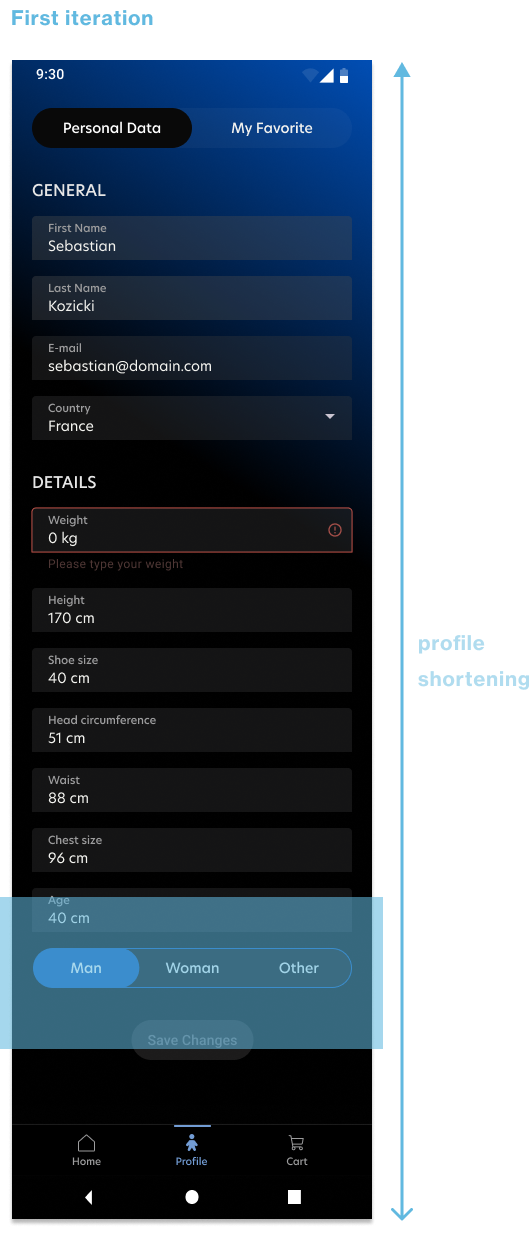 First iteration
9:30
Personal Data
My Favorite
GENERAL
First Name
Sebastian
Last Name
Kozicki
E-mail
sebastian@domain.com
Country
France
DETAILS
Weight
0 kg
Please type your weight
Height
170 cm
Shoe size
40 cm
Head circumference
51 cm
Waist
88 cm
Chest size
96 cm
Age
40 cm
Man
Woman
Other
Save Changes
Home
Profile
Cart
profile
shortening